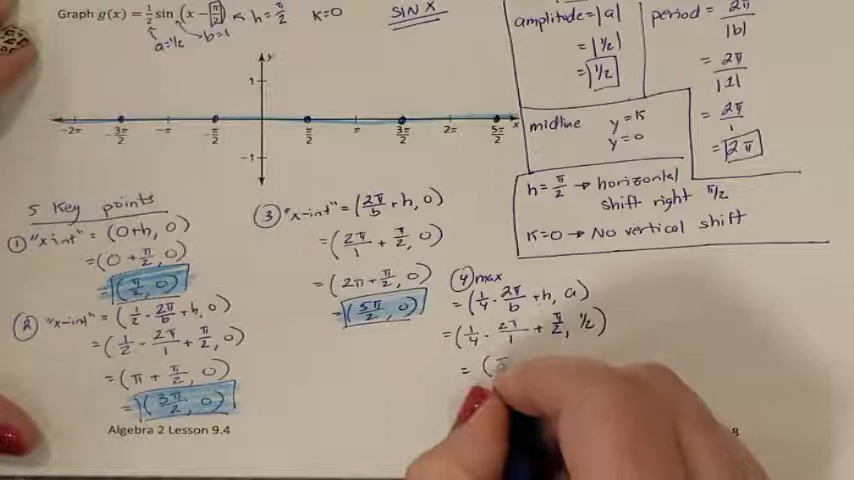 Graph g(x) = ½ sin (x − π/2) ← h = π/2 K=0 SIN X
a=½ b=1
y
1
-2π -3π/2 -π -π/2 π/2 π 3π/2 2π 5π/2 x
-1
amplitude = |a|
= |½|
= ½
period = 2π/|b|
= 2π/|1|
= 2π/1
= 2π
midline y = K
y = 0
h = π/2 → horizontal
shift right π/2
K=0 → No vertical shift
5 Key points
① "x-int" = (0+h, 0)
= (0 + π/2, 0)
= (π/2, 0)
② "x-int" = (1/2 · 2π/b + h, 0)
= (1/2 · 2π/1 + π/2, 0)
= (π + π/2, 0)
= (3π/2, 0)
③ "x-int" = (2π/b + h, 0)
= (2π/1 + π/2, 0)
= (2π + π/2, 0)
= (5π/2, 0)
④ max
= (1/4 · 2π/b + h, a)
= (1/4 · 2π/1 + π/2, ½)
= (π
Algebra 2 Lesson 9.4